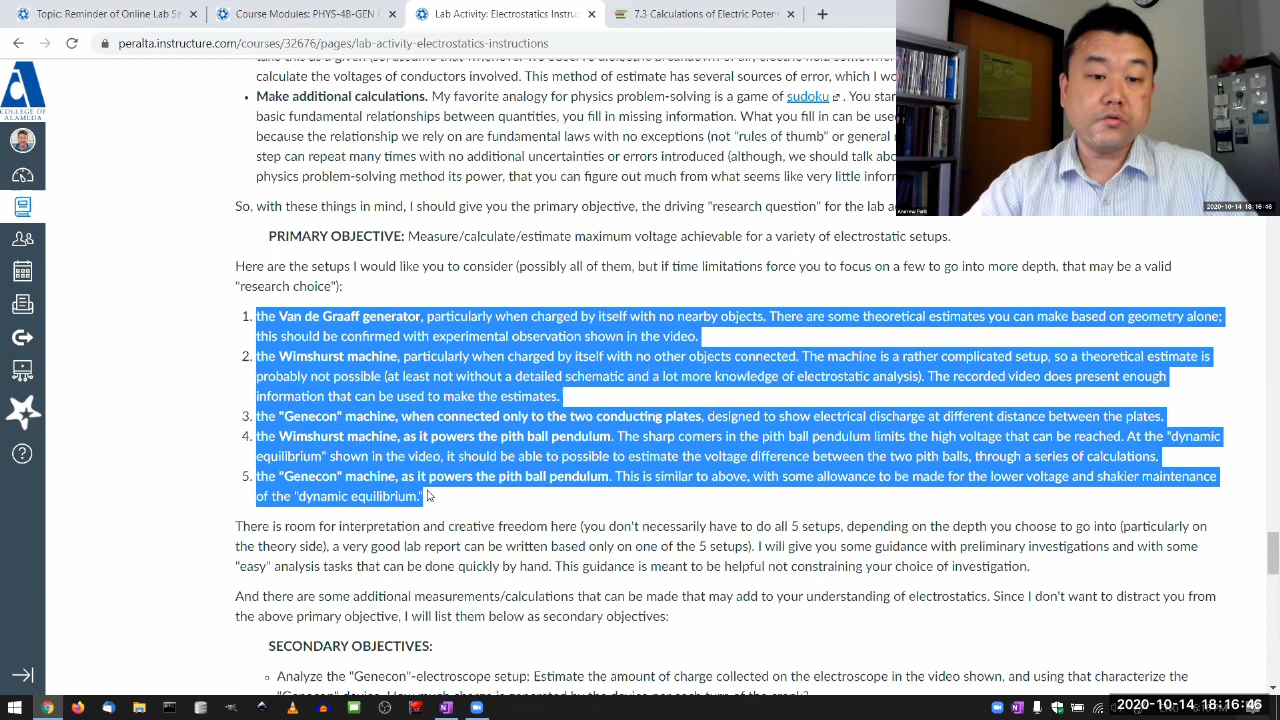 Topic: Reminder of Online Lab Se
Course Modules: PHYS-4B-GEN P
Lab Activity: Electrostatics Instruc
7.3 Calculations of Electric Poten
peralta.instructure.com/courses/32676/pages/lab-activity-electrostatics-instructions
COLLEGE OF
ALAMEDA
calculate the voltages of conductors involved. This method of estimate has several sources of error, which I wo
• Make additional calculations. My favorite analogy for physics problem-solving is a game of sudoku. You star
basic fundamental relationships between quantities, you fill in missing information. What you fill in can be used
because the relationship we rely on are fundamental laws with no exceptions (not "rules of thumb" or general r
step can repeat many times with no additional uncertainties or errors introduced (although, we should talk abo
physics problem-solving method its power, that you can figure out much from what seems like very little inforr
So, with these things in mind, I should give you the primary objective, the driving "research question" for the lab a
PRIMARY OBJECTIVE: Measure/calculate/estimate maximum voltage achievable for a variety of electrostatic setups.
Here are the setups I would like you to consider (possibly all of them, but if time limitations force you to focus on a few to go into more depth, that may be a valid
"research choice"):
1. the Van de Graaff generator, particularly when charged by itself with no nearby objects. There are some theoretical estimates you can make based on geometry alone;
this should be confirmed with experimental observation shown in the video.
2. the Wimshurst machine, particularly when charged by itself with no other objects connected. The machine is a rather complicated setup, so a theoretical estimate is
probably not possible (at least not without a detailed schematic and a lot more knowledge of electrostatic analysis). The recorded video does present enough
information that can be used to make the estimates.
3. the "Genecon" machine, when connected only to the two conducting plates, designed to show electrical discharge at different distance between the plates.
4. the Wimshurst machine, as it powers the pith ball pendulum. The sharp corners in the pith ball pendulum limits the high voltage that can be reached. At the "dynamic
equilibrium" shown in the video, it should be able to possible to estimate the voltage difference between the two pith balls, through a series of calculations.
5. the "Genecon" machine, as it powers the pith ball pendulum. This is similar to above, with some allowance to be made for the lower voltage and shakier maintenance
of the "dynamic equilibrium."
There is room for interpretation and creative freedom here (you don't necessarily have to do all 5 setups, depending on the depth you choose to go into (particularly on
the theory side), a very good lab report can be written based only on one of the 5 setups). I will give you some guidance with preliminary investigations and with some
"easy" analysis tasks that can be done quickly by hand. This guidance is meant to be helpful not constraining your choice of investigation.
And there are some additional measurements/calculations that can be made that may add to your understanding of electrostatics. Since I don't want to distract you from
the above primary objective, I will list them below as secondary objectives:
SECONDARY OBJECTIVES:
Analyze the "Genecon"-electroscope setup: Estimate the amount of charge collected on the electroscope in the video shown, and using that characterize the
Andrew Park
2020-10-14 18:16:46
2020-10-14 18:16:46